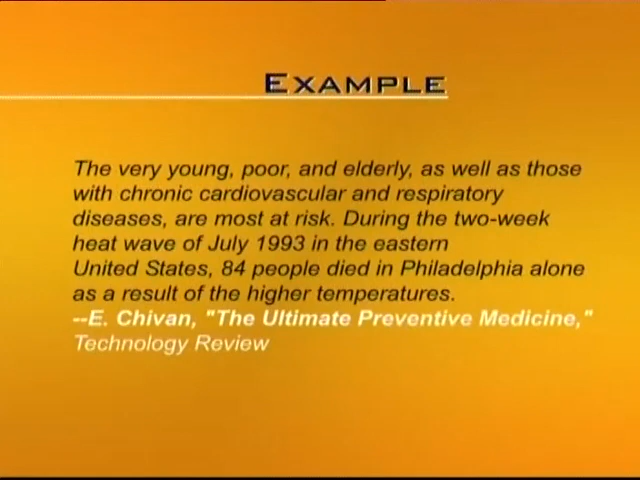 EXAMPLE
The very young, poor, and elderly, as well as those
with chronic cardiovascular and respiratory
diseases, are most at risk. During the two-week
heat wave of July 1993 in the eastern
United States, 84 people died in Philadelphia alone
as a result of the higher temperatures.
--E. Chivan, "The Ultimate Preventive Medicine,"
Technology Review